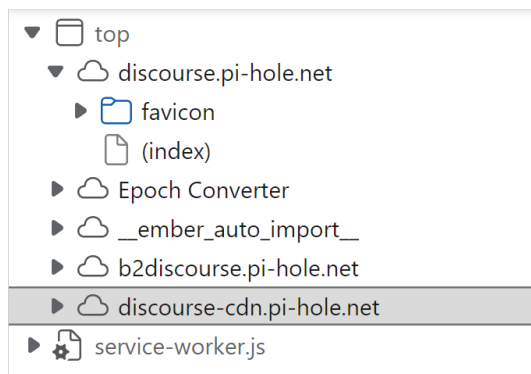 top
discourse.pi-hole.net
favicon
(index)
Epoch Converter
__ember_auto_import__
b2discourse.pi-hole.net
discourse-cdn.pi-hole.net
service-worker.js